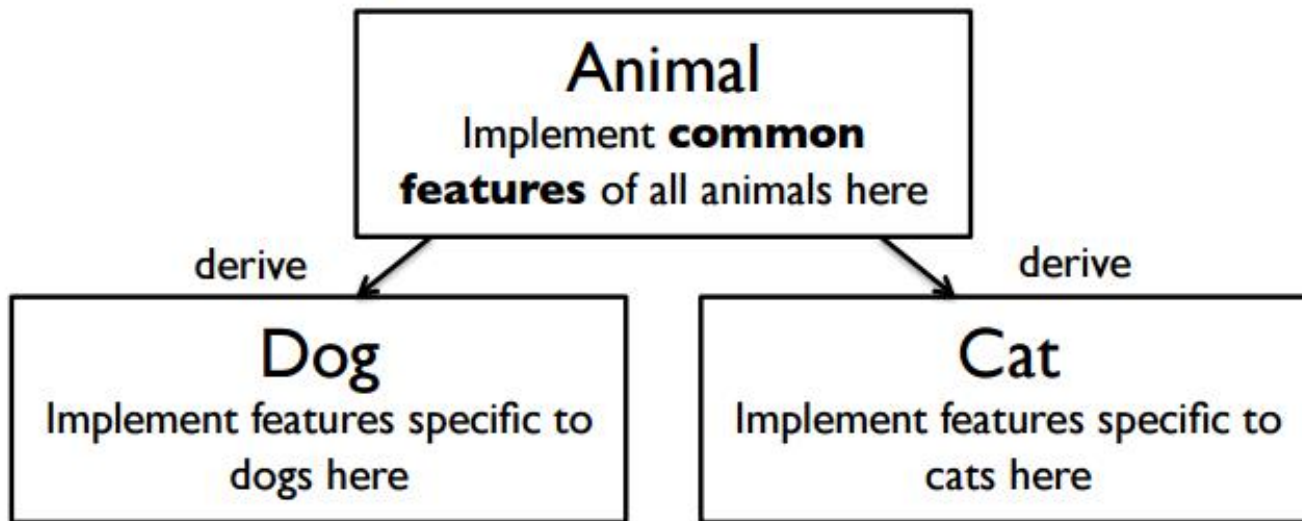 Animal
Implement common
features of all animals here
derive
derive
Dog
Implement features specific to
dogs here
Cat
Implement features specific to
cats here